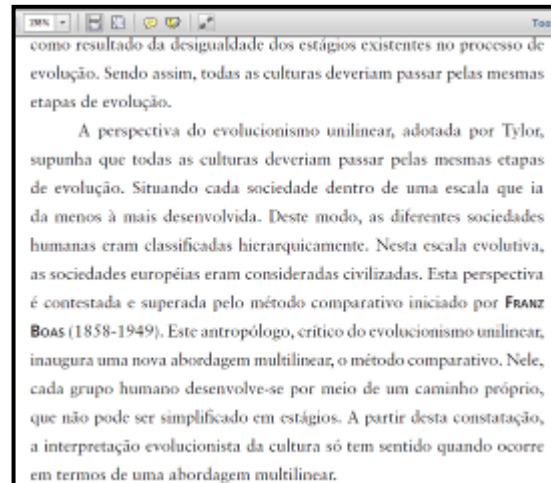 Too
como resultado da desigualdade dos estágios existentes no processo de
evolução. Sendo assim, todas as culturas deveriam passar pelas mesmas
etapas de evolução.
A perspectiva do evolucionismo unilinear, adotada por Tylor,
supunha que todas as culturas deveriam passar pelas mesmas etapas
de evolução. Situando cada sociedade dentro de uma escala que ia
da menos à mais desenvolvida. Deste modo, as diferentes sociedades
humanas eram classificadas hierarquicamente. Nesta escala evolutiva,
as sociedades européias eram consideradas civilizadas. Esta perspectiva
é contestada e superada pelo método comparativo iniciado por FRANZ
BOAS (1858-1949). Este antropólogo, crítico do evolucionismo unilinear,
inaugura uma nova abordagem multilinear, o método comparativo. Nele,
cada grupo humano desenvolve-se por meio de um caminho próprio,
que não pode ser simplificado em estágios. A partir desta constatação,
a interpretação evolucionista da cultura só tem sentido quando ocorre
em termos de uma abordagem multilinear.